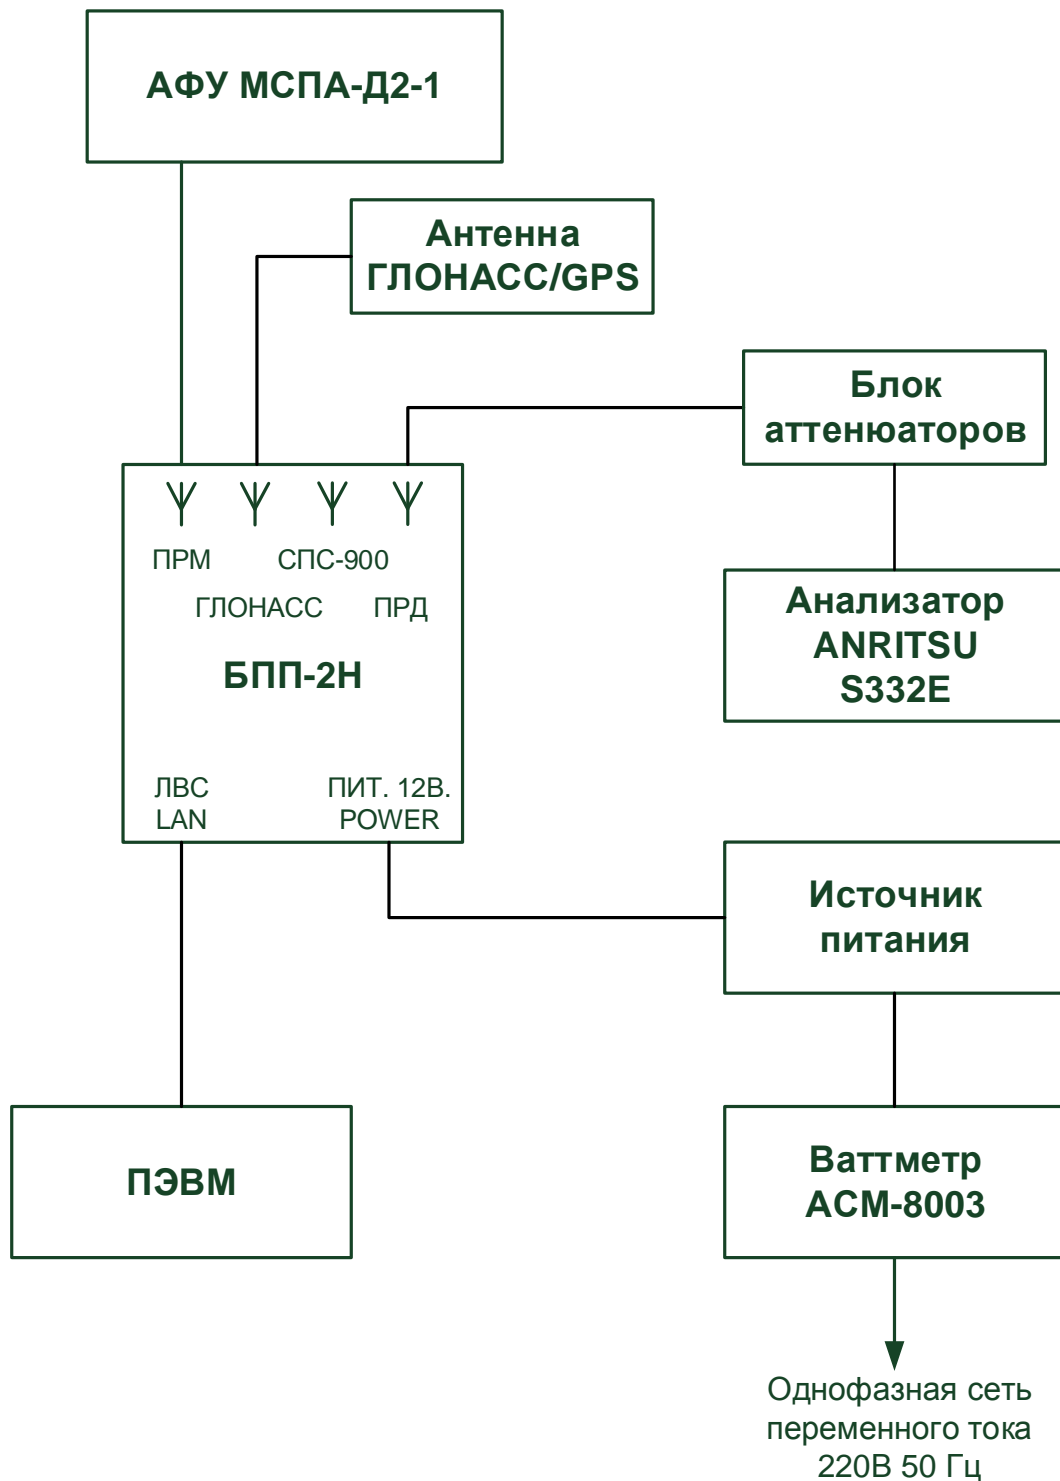 АФУ МСПА-Д2-1
Антенна
ГЛОНАСС/GPS
Блок
аттенюаторов
ПРМ
СПС-900
ГЛОНАСС
ПРД
БПП-2Н
Анализатор
ANRITSU
S332E
ЛВС
LAN
ПИТ. 12В.
POWER
Источник
питания
ПЭВМ
Ваттметр
АСМ-8003
Однофазная сеть
переменного тока
220В 50 Гц